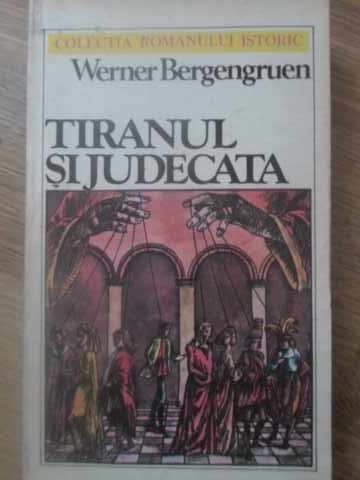 COLECȚIA ROMANULUI ISTORIC
Werner Bergengruen
TIRANUL
ȘI JUDECATA